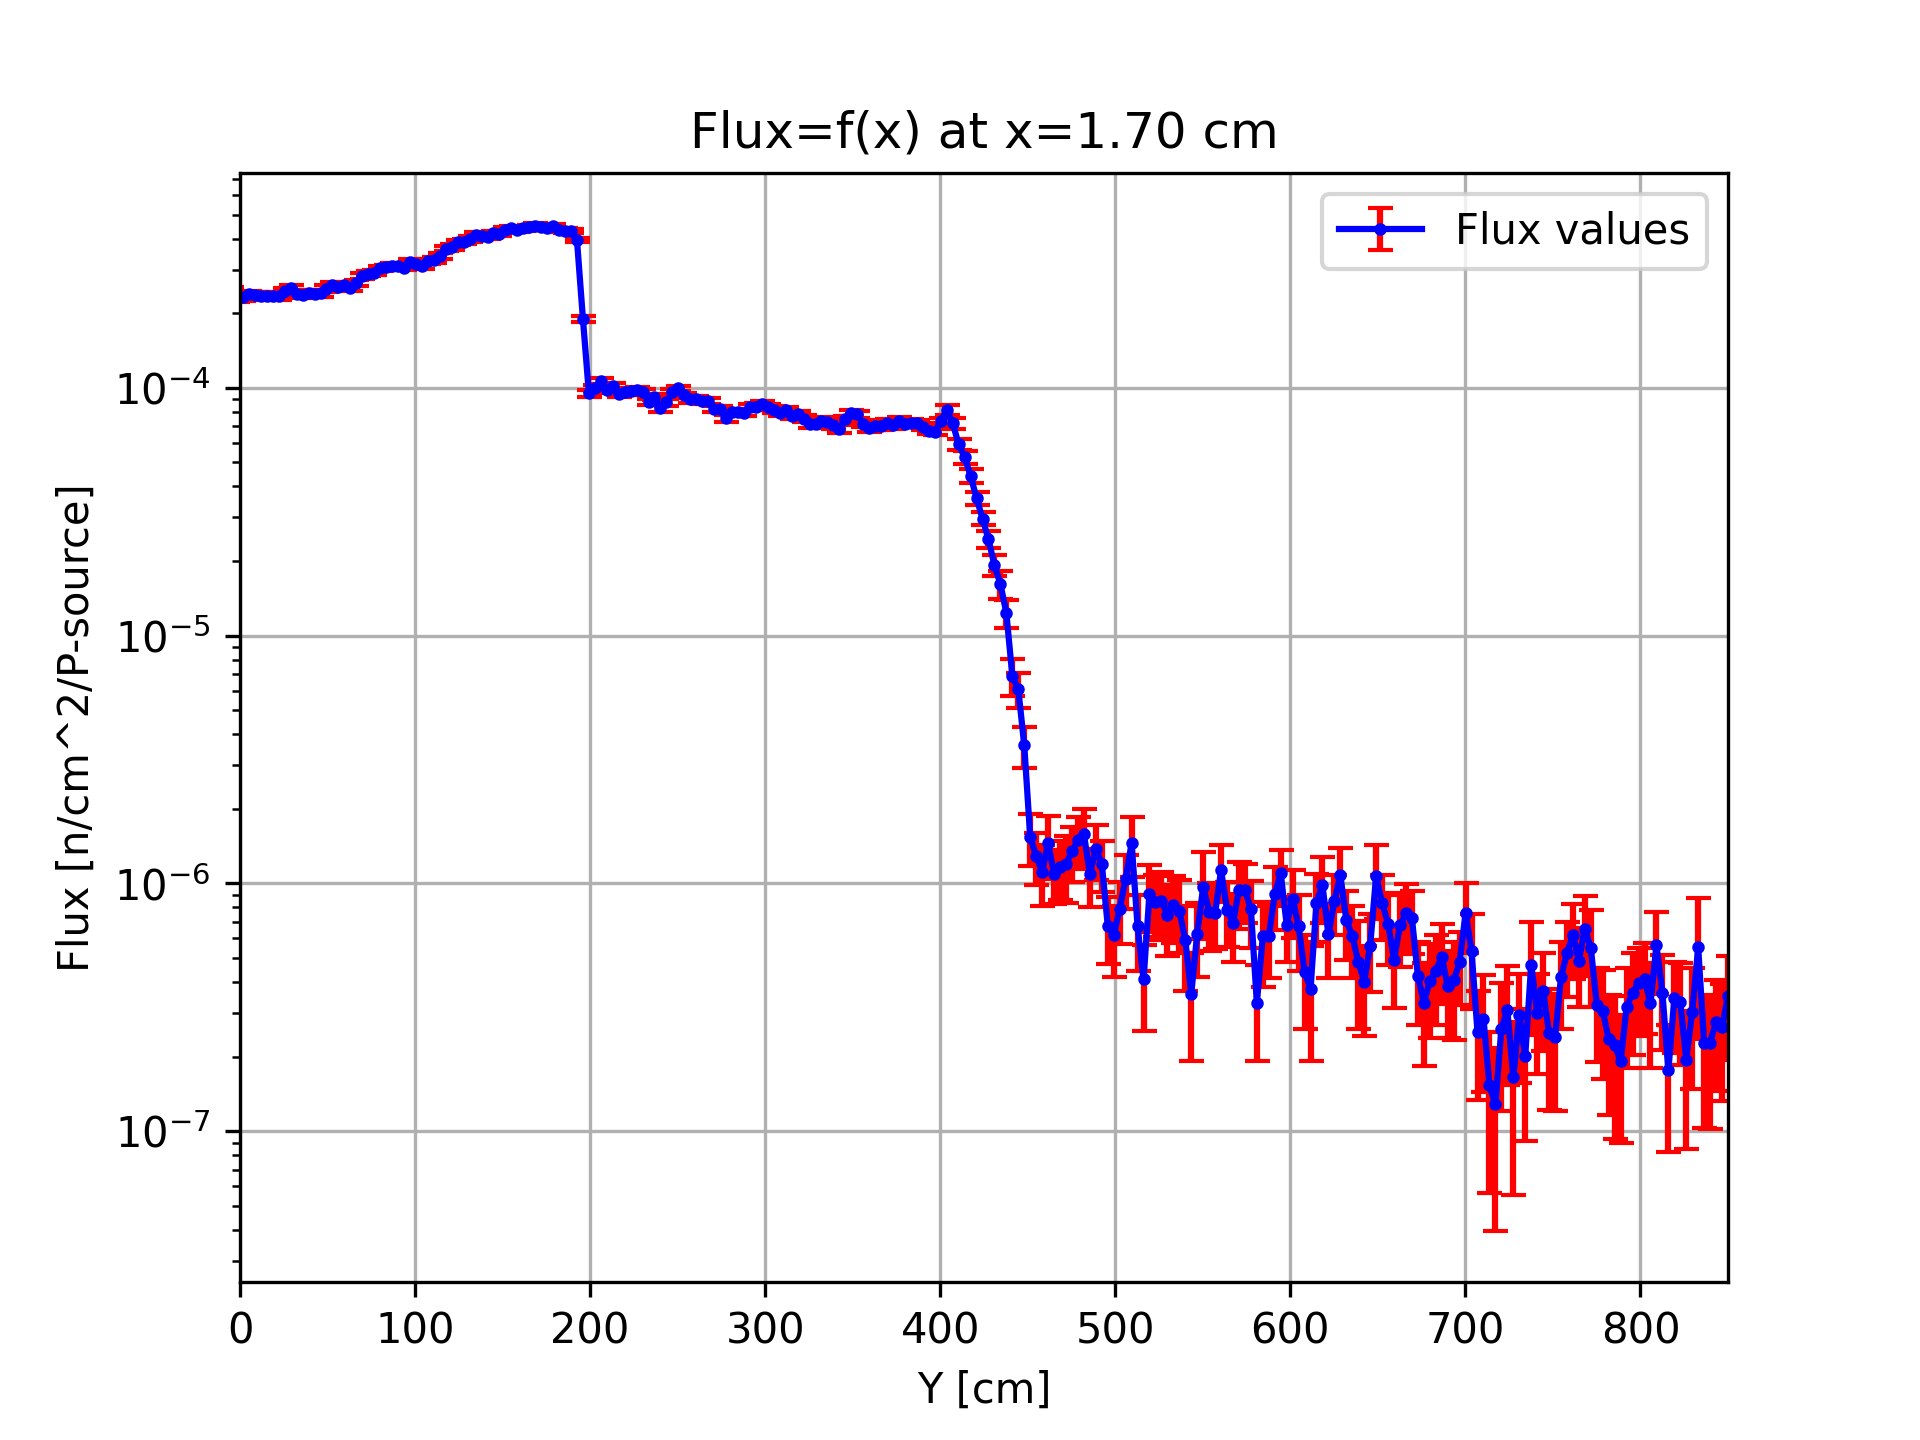 Flux=f(x) at x=1.70 cm
Flux values
Flux [n/cm^2/P-source]
10⁻⁴
10⁻⁵
10⁻⁶
10⁻⁷
0 100 200 300 400 500 600 700 800
Y [cm]